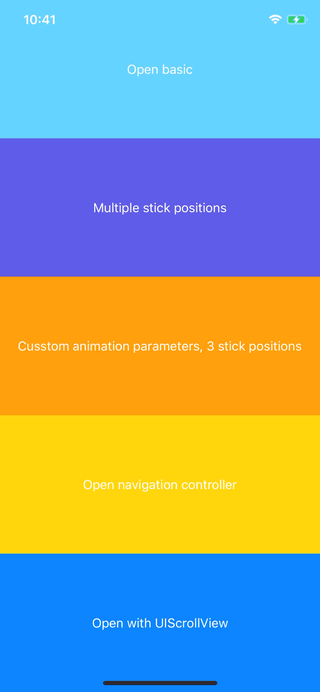 10:41
Open basic
Multiple stick positions
Cusstom animation parameters, 3 stick positions
Open navigation controller
Open with UIScrollView